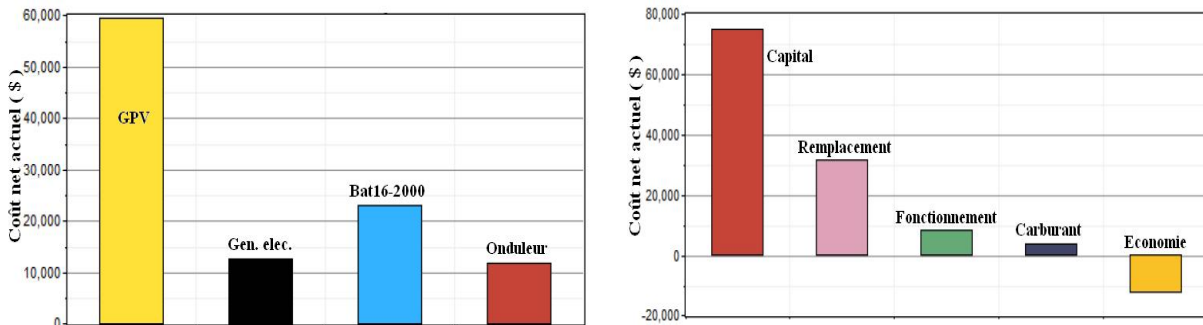 Coût net actuel ( $ )
60,000
50,000
40,000
30,000
20,000
10,000
0
GPV
Gen. elec.
Bat16-2000
Onduleur
Coût net actuel ( $ )
80,000
60,000
40,000
20,000
0
-20,000
Capital
Remplacement
Fonctionnement
Carburant
Economie